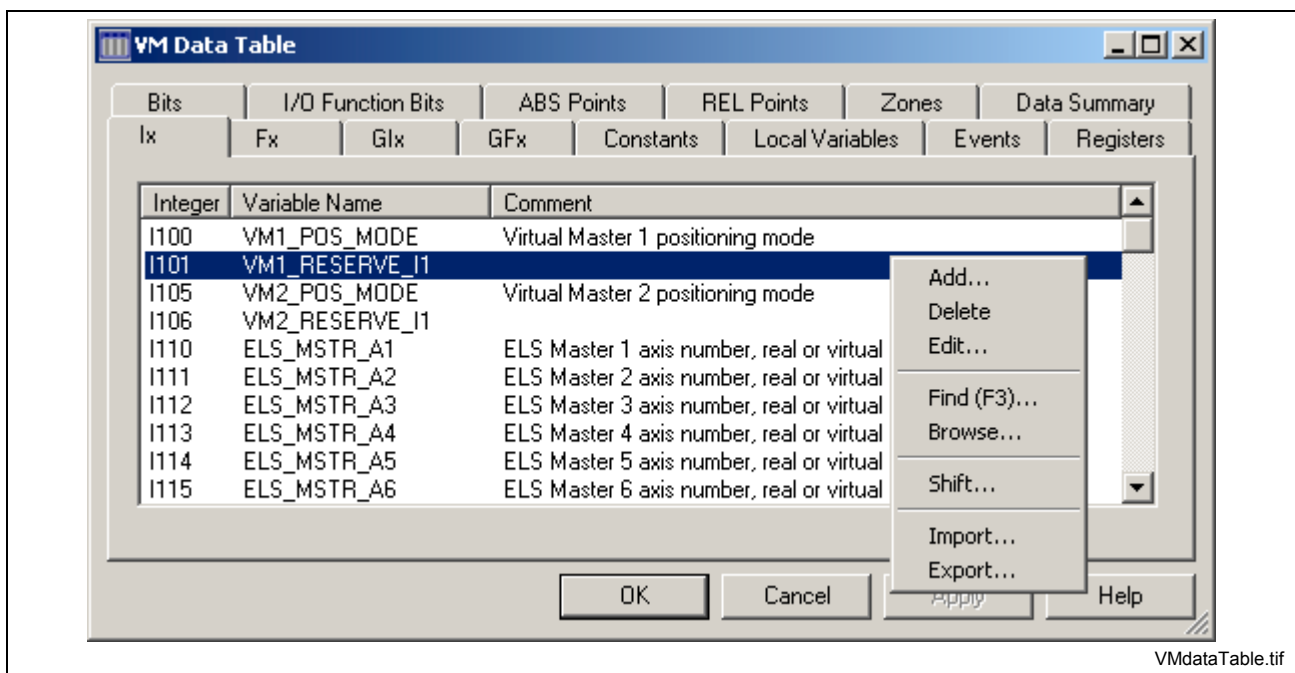 VM Data Table
Bits I/O Function Bits ABS Points REL Points Zones Data Summary
Ix Fx GIx GFx Constants Local Variables Events Registers
Integer Variable Name Comment
I100 VM1_POS_MODE Virtual Master 1 positioning mode
I101 VM1_RESERVE_I1
I105 VM2_POS_MODE Virtual Master 2 positioning mode
I106 VM2_RESERVE_I1
I110 ELS_MSTR_A1 ELS Master 1 axis number, real or virtual
I111 ELS_MSTR_A2 ELS Master 2 axis number, real or virtual
I112 ELS_MSTR_A3 ELS Master 3 axis number, real or virtual
I113 ELS_MSTR_A4 ELS Master 4 axis number, real or virtual
I114 ELS_MSTR_A5 ELS Master 5 axis number, real or virtual
I115 ELS_MSTR_A6 ELS Master 6 axis number, real or virtual
Add...
Delete
Edit...
Find (F3)...
Browse...
Shift...
Import...
Export...
OK Cancel Apply Help
VMdataTable.tif